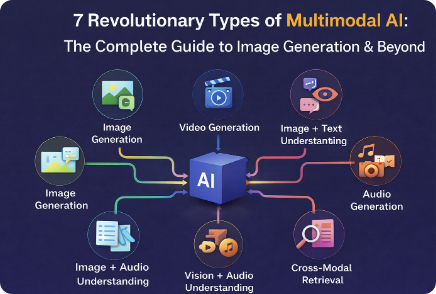 7 Revolutionary Types of Multimodal AI:
The Complete Guide to Image Generation & Beyond
Image
Generation
Video Generation
Image + Text
Understanting
Image
Generation
AI
Audio
Generation
Image + Audio
Understanding
Vision + Audio
Understanding
Cross-Modal
Retrieval